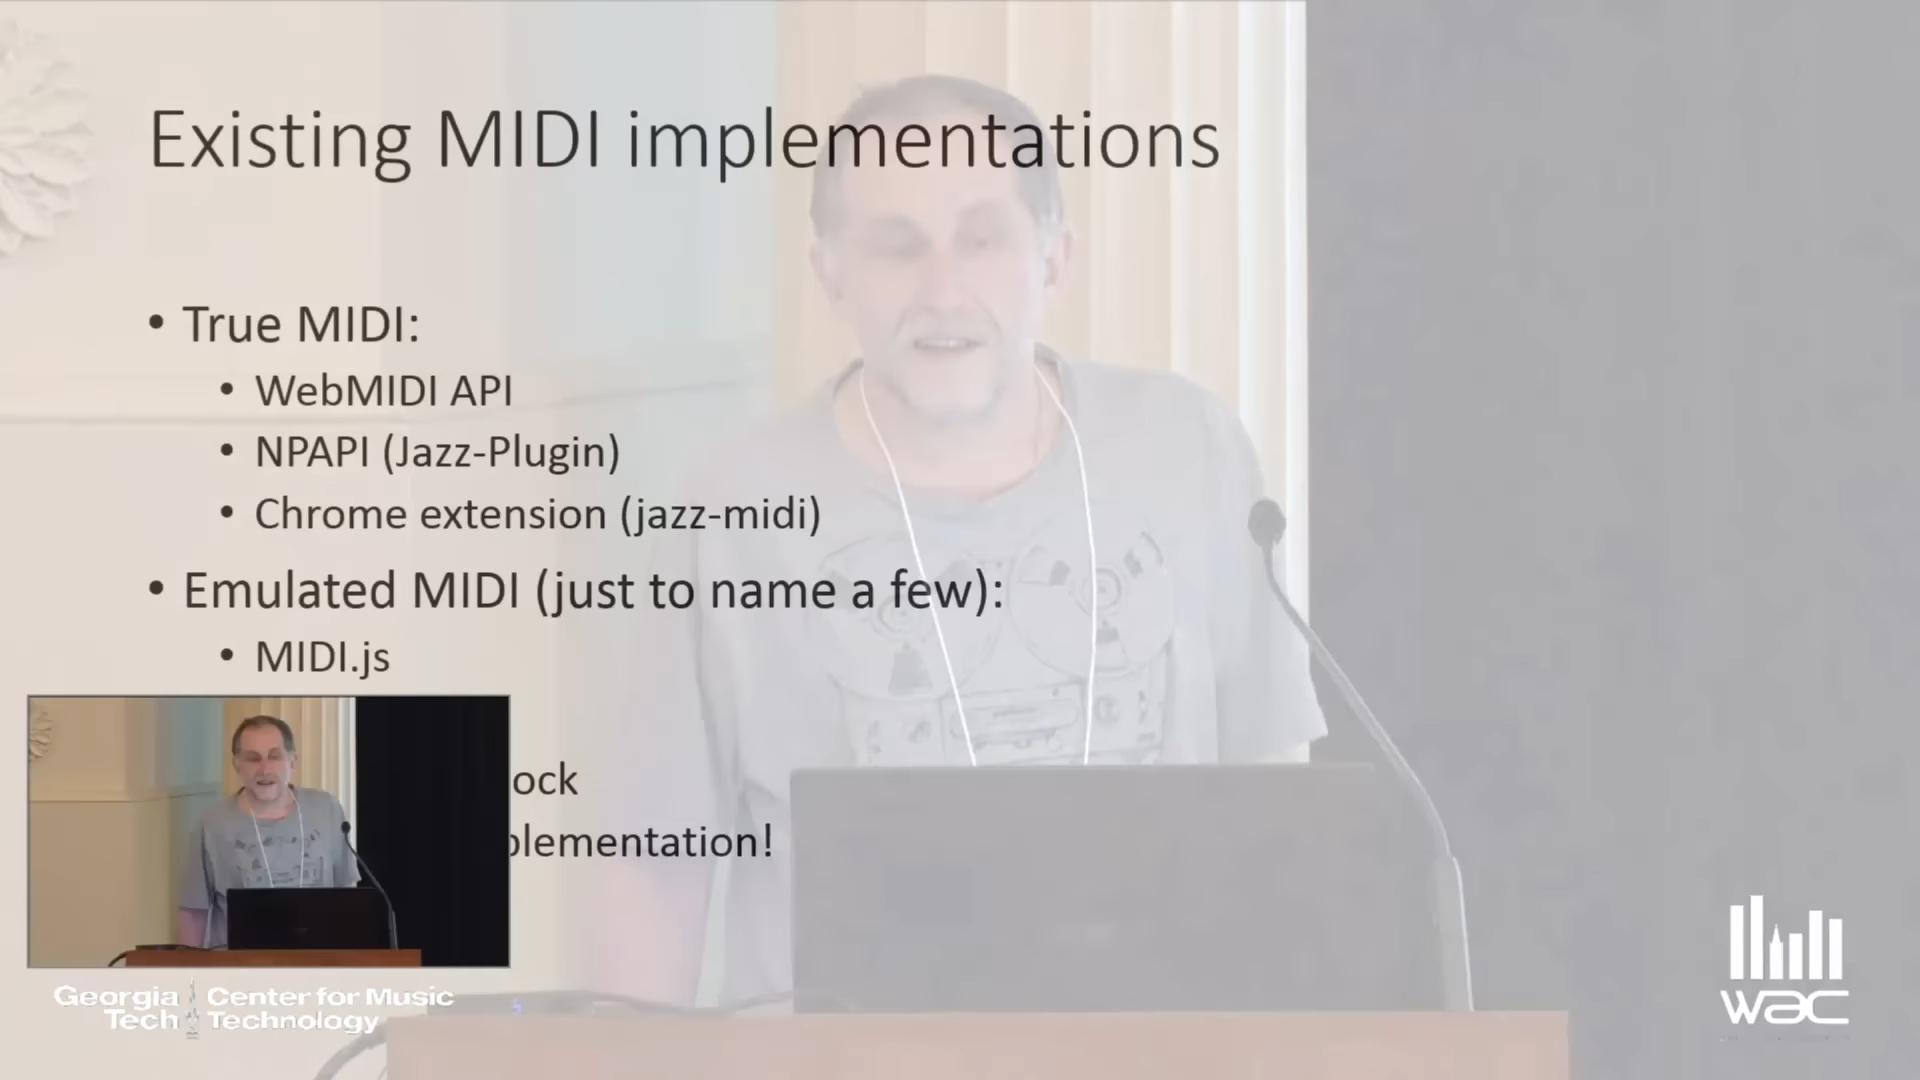 Existing MIDI implementations
• True MIDI:
• WebMIDI API
• NPAPI (Jazz-Plugin)
• Chrome extension (jazz-midi)
• Emulated MIDI (just to name a few):
• MIDI.js
ock
plementation!
Georgia Tech
Center for Music Technology
wac